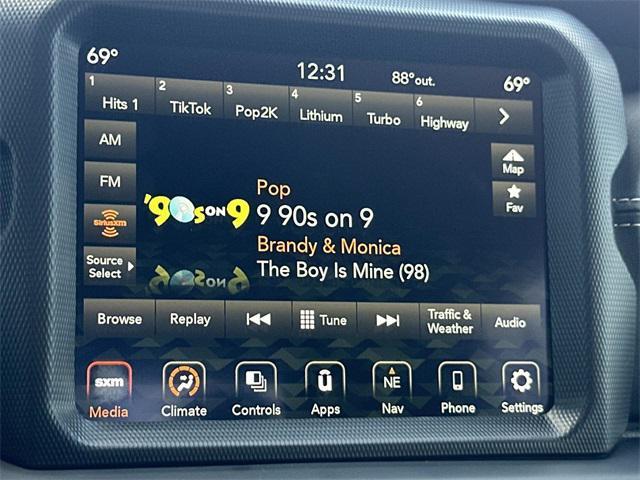 69° 12:31 88°out. 69°
1 Hits 1 2 TikTok 3 Pop2K 4 Lithium 5 Turbo 6 Highway
AM
Map
FM
Pop
'90s ON 9
9 90s on 9
Fav
SiriusXM
Brandy & Monica
Source Select
The Boy Is Mine (98)
Browse Replay Tune Traffic & Weather Audio
sxm ü NE
Media Climate Controls Apps Nav Phone Settings